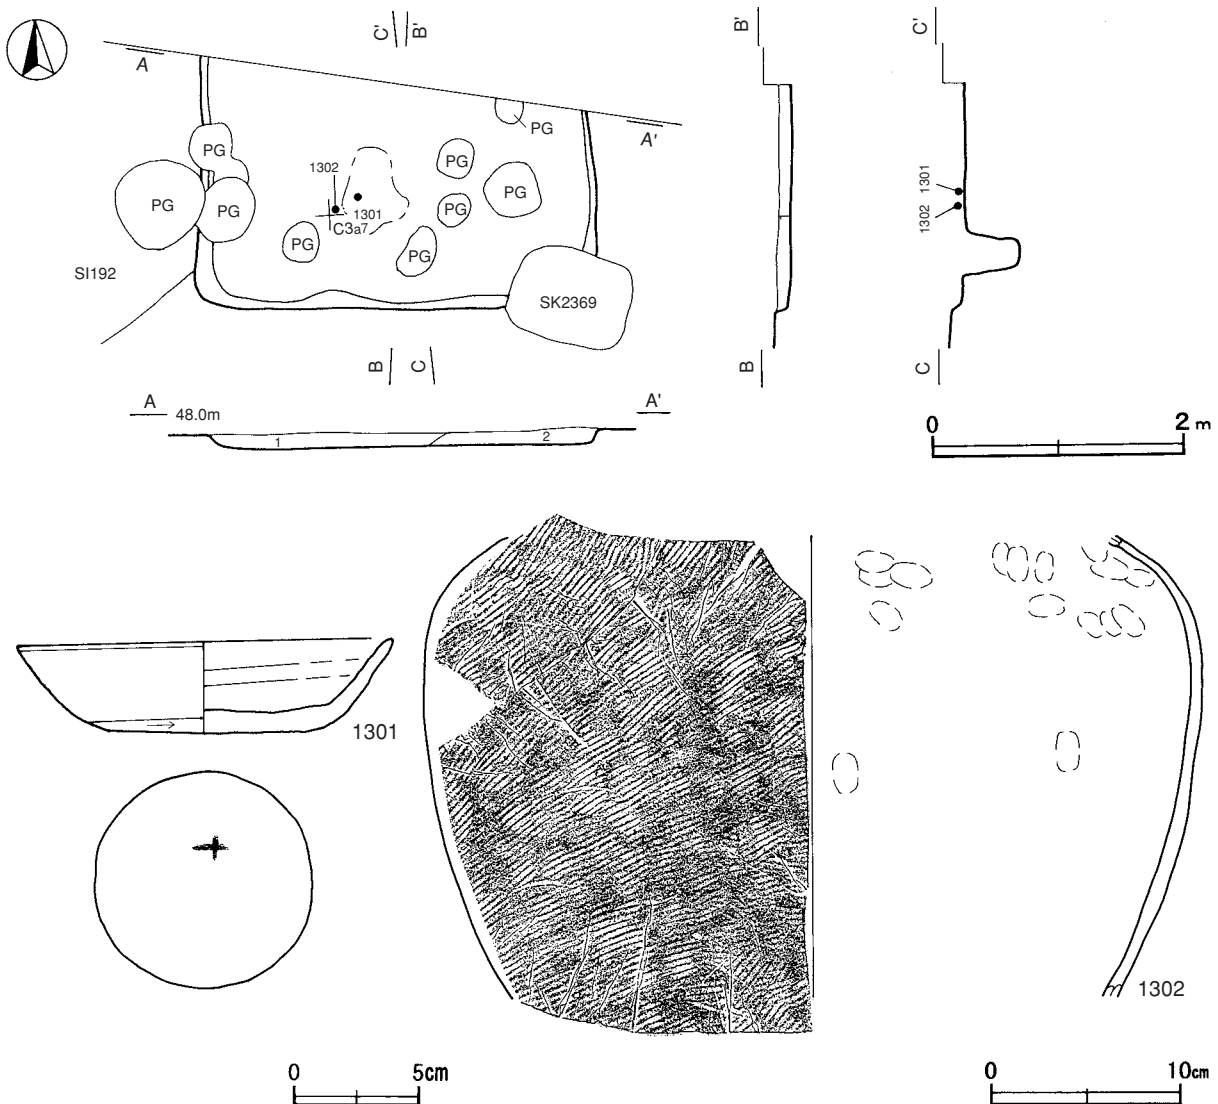 C' B'
B'
C'
A
PG
A'
PG
PG
1302
PG
PG
PG
PG
1301
C3a7
PG
PG
PG
SI192
SK2369
1301
1302
B C
B
C
A
48.0m
A'
1
2
0 2 m
1301
1302
0 5cm
0 10cm